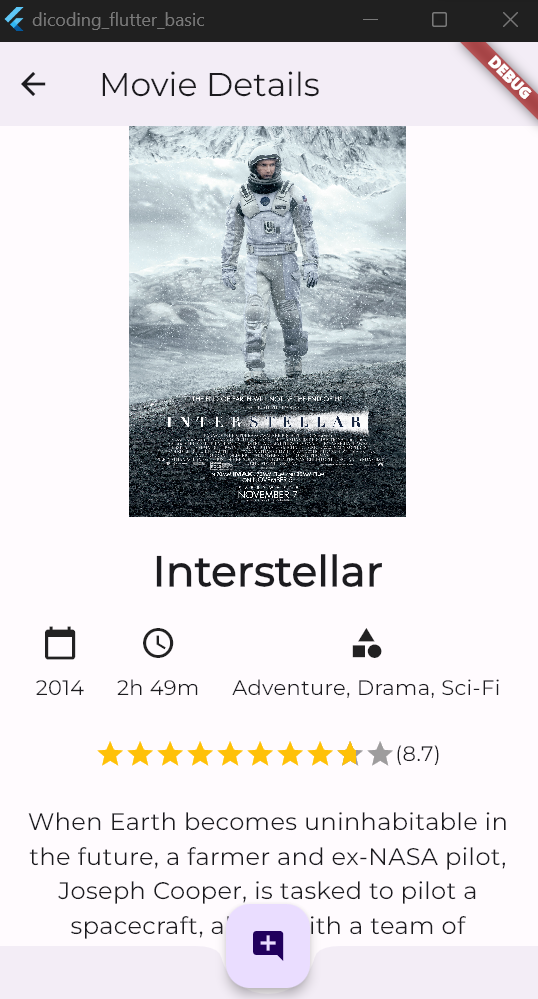 dicoding_flutter_basic
DEBUG
Movie Details
THE END OF EARTH WILL NOT BE THE END OF US
INTERSTELLAR
NOVEMBER 7
Interstellar
2014
2h 49m
Adventure, Drama, Sci-Fi
(8.7)
When Earth becomes uninhabitable in
the future, a farmer and ex-NASA pilot,
Joseph Cooper, is tasked to pilot a
spacecraft, with a team of